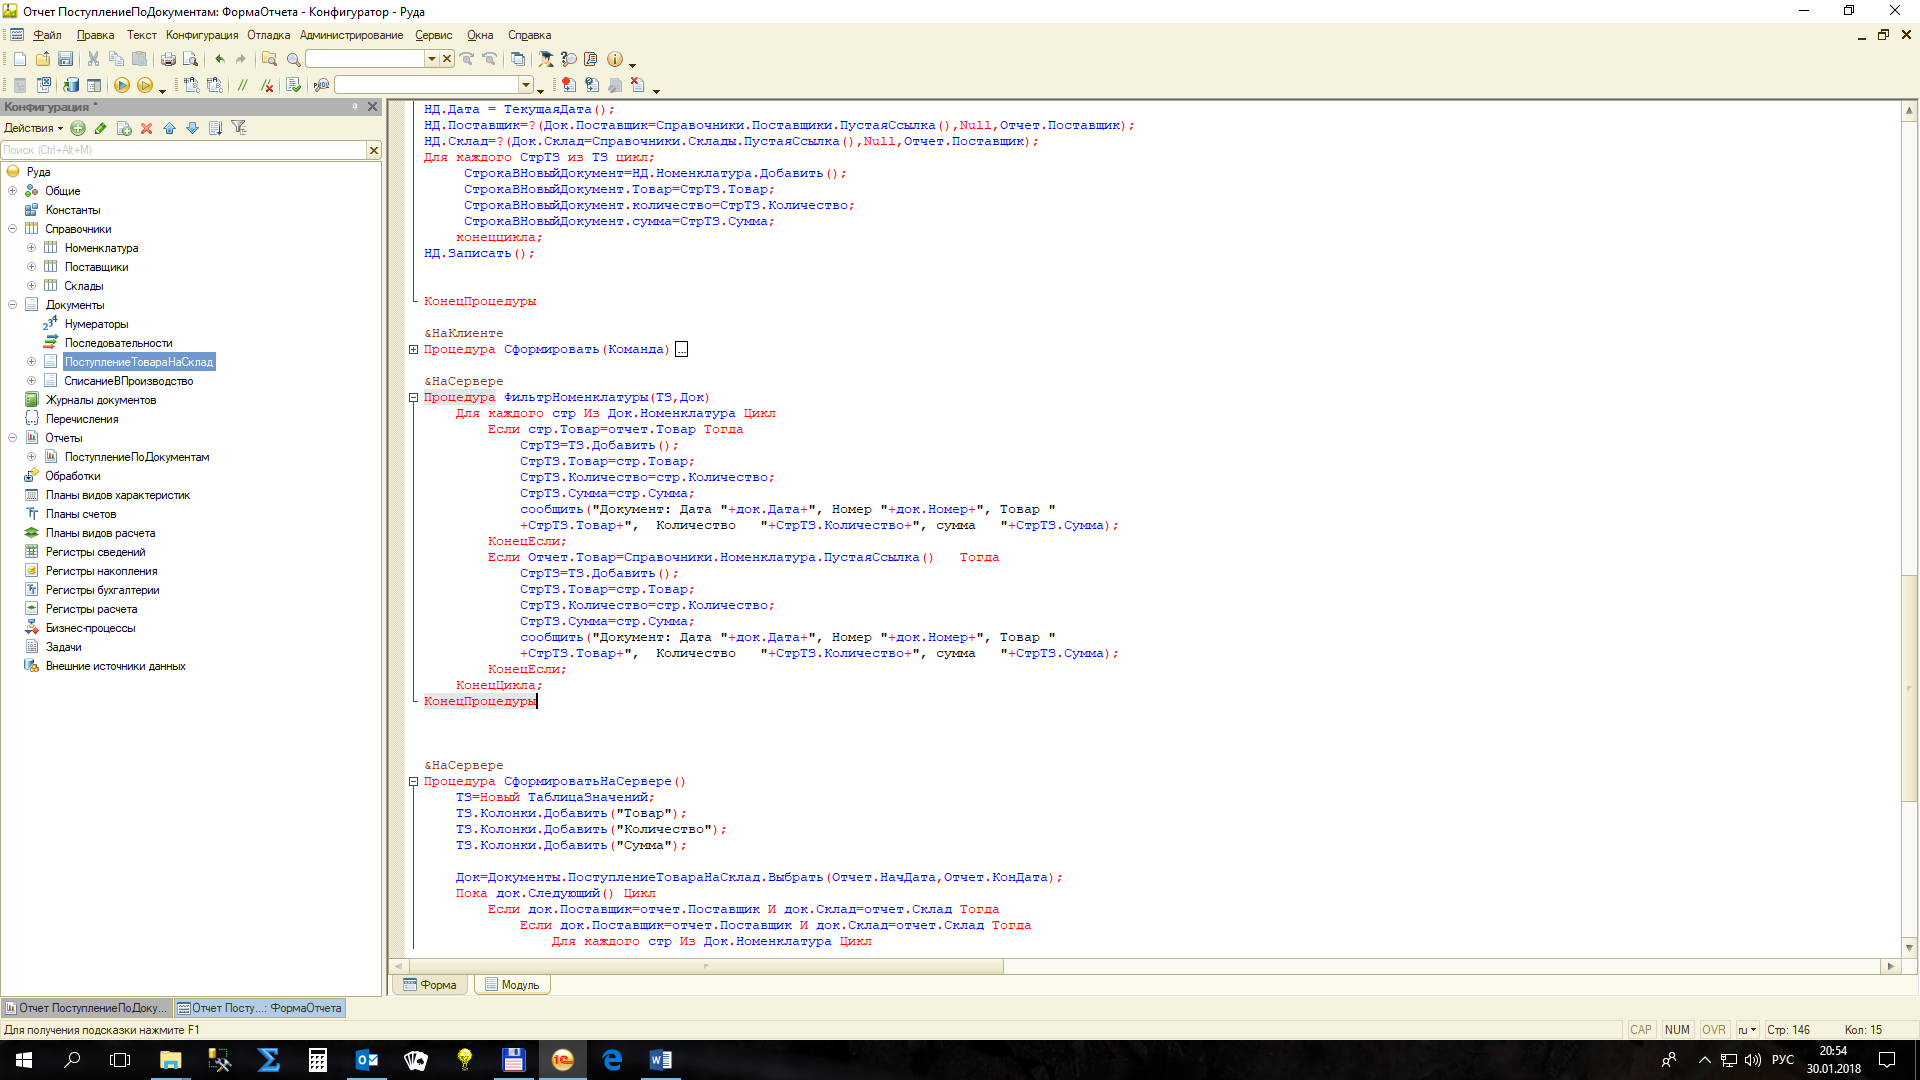 Отчет ПоступлениеПоДокументам: ФормаОтчета - Конфигуратор - Руда
Файл Правка Текст Конфигурация Отладка Администрирование Сервис Окна Справка
Конфигурация *
Действия
Поиск (Ctrl+Alt+M)
Руда
Общие
Константы
Справочники
Номенклатура
Поставщики
Склады
Документы
Нумераторы
Последовательности
ПоступлениеТовараНаСклад
СписаниеВПроизводство
Журналы документов
Перечисления
Отчеты
ПоступлениеПоДокументам
Обработки
Планы видов характеристик
Планы счетов
Планы видов расчета
Регистры сведений
Регистры накопления
Регистры бухгалтерии
Регистры расчета
Бизнес-процессы
Задачи
Внешние источники данных
НД.Дата = ТекущаяДата();
НД.Поставщик=?(Док.Поставщик=Справочники.Поставщики.ПустаяСсылка(),Null,Отчет.Поставщик);
НД.Склад=?(Док.Склад=Справочники.Склады.ПустаяСсылка(),Null,Отчет.Поставщик);
Для каждого СтрТЗ из ТЗ цикл;
СтрокаВНовыйДокумент=НД.Номенклатура.Добавить();
СтрокаВНовыйДокумент.Товар=СтрТЗ.Товар;
СтрокаВНовыйДокумент.количество=СтрТЗ.Количество;
СтрокаВНовыйДокумент.сумма=СтрТЗ.Сумма;
конеццикла;
НД.Записать();
КонецПроцедуры
&НаКлиенте
Процедура Сформировать(Команда) ...
&НаСервере
Процедура ФильтрНоменклатуры(ТЗ,Док)
Для каждого стр Из Док.Номенклатура Цикл
Если стр.Товар=отчет.Товар Тогда
СтрТЗ=ТЗ.Добавить();
СтрТЗ.Товар=стр.Товар;
СтрТЗ.Количество=стр.Количество;
СтрТЗ.Сумма=стр.Сумма;
сообщить("Документ: Дата "+док.Дата+", Номер "+док.Номер+", Товар "
+СтрТЗ.Товар+", Количество "+СтрТЗ.Количество+", сумма "+СтрТЗ.Сумма);
КонецЕсли;
Если Отчет.Товар=Справочники.Номенклатура.ПустаяСсылка() Тогда
СтрТЗ=ТЗ.Добавить();
СтрТЗ.Товар=стр.Товар;
СтрТЗ.Количество=стр.Количество;
СтрТЗ.Сумма=стр.Сумма;
сообщить("Документ: Дата "+док.Дата+", Номер "+док.Номер+", Товар "
+СтрТЗ.Товар+", Количество "+СтрТЗ.Количество+", сумма "+СтрТЗ.Сумма);
КонецЕсли;
КонецЦикла;
КонецПроцедуры
&НаСервере
Процедура СформироватьНаСервере()
ТЗ=Новый ТаблицаЗначений;
ТЗ.Колонки.Добавить("Товар");
ТЗ.Колонки.Добавить("Количество");
ТЗ.Колонки.Добавить("Сумма");
Док=Документы.ПоступлениеТовараНаСклад.Выбрать(Отчет.НачДата,Отчет.КонДата);
Пока док.Следующий() Цикл
Если док.Поставщик=отчет.Поставщик И док.Склад=отчет.Склад Тогда
Если док.Поставщик=отчет.Поставщик И док.Склад=отчет.Склад Тогда
Для каждого стр Из Док.Номенклатура Цикл
Форма Модуль
Отчет ПоступлениеПоДоку... Отчет Посту...: ФормаОтчета
Для получения подсказки нажмите F1 CAP NUM OVR ru Стр: 146 Кол: 15
РУС
20:54
30.01.2018